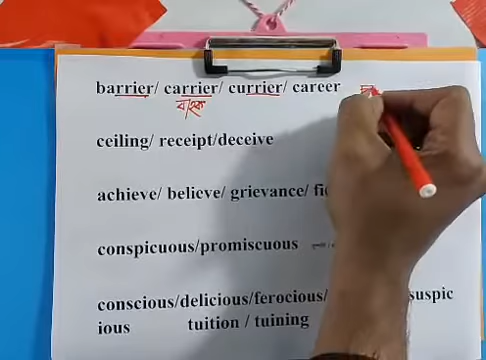 barrier/ carrier/ currier/ career
বাহক
ceiling/ receipt/deceive
achieve/ believe/ grievance/
conspicuous/promiscuous
conscious/delicious/ferocious/ suspic
ious tuition / tuining